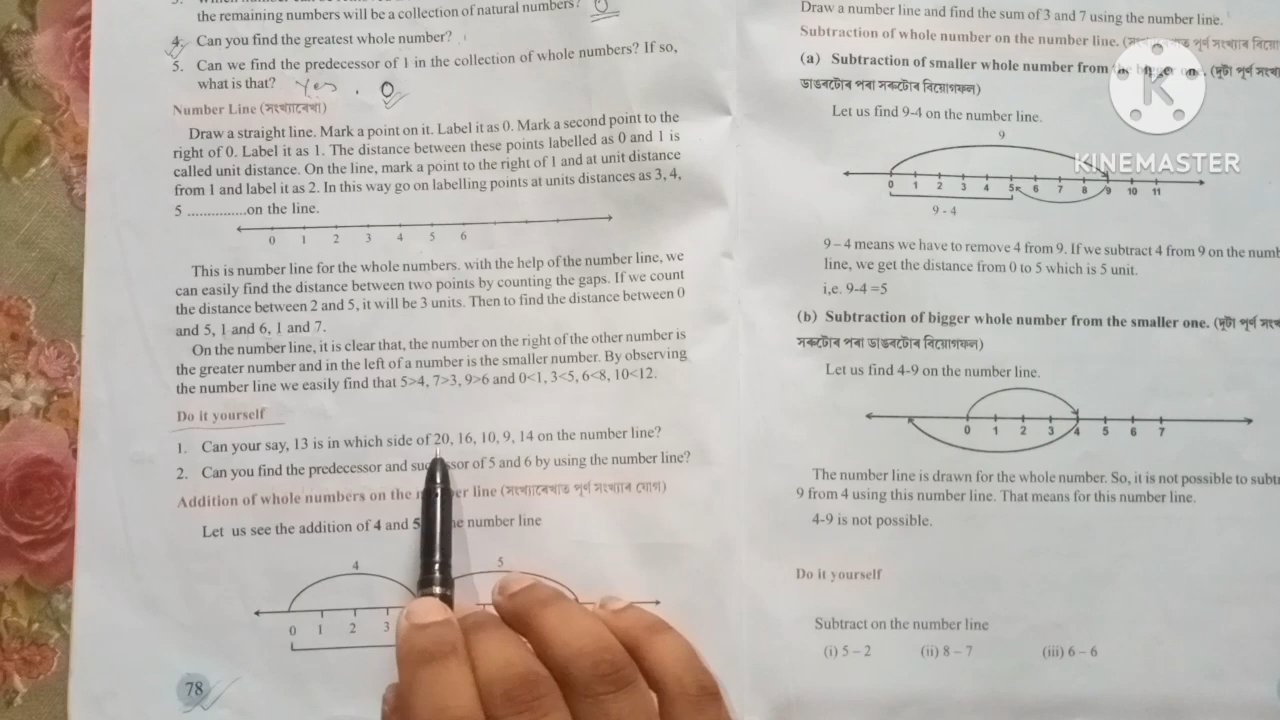 the remaining numbers will be a collection of natural numbers? 0
4. Can you find the greatest whole number?
5. Can we find the predecessor of 1 in the collection of whole numbers? If so,
what is that? Yes, 0
Number Line (সংখ্যাৰেখা)
Draw a straight line. Mark a point on it. Label it as 0. Mark a second point to the
right of 0. Label it as 1. The distance between these points labelled as 0 and 1 is
called unit distance. On the line, mark a point to the right of 1 and at unit distance
from 1 and label it as 2. In this way go on labelling points at units distances as 3, 4,
5 ...............on the line.
0 1 2 3 4 5 6
This is number line for the whole numbers. with the help of the number line, we
can easily find the distance between two points by counting the gaps. If we count
the distance between 2 and 5, it will be 3 units. Then to find the distance between 0
and 5, 1 and 6, 1 and 7.
On the number line, it is clear that, the number on the right of the other number is
the greater number and in the left of a number is the smaller number. By observing
the number line we easily find that 5>4, 7>3, 9>6 and 0<1, 3<5, 6<8, 10<12.
Do it yourself
1. Can your say, 13 is in which side of 20, 16, 10, 9, 14 on the number line?
2. Can you find the predecessor and of 5 and 6 by using the number line?
Addition of whole numbers on the line (সংখ্যাৰেখাত পূৰ্ণ সংখ্যাৰ যোগ)
Let us see the addition of 4 and 5 number line
4 5
0 1 2 3
78
Draw a number line and find the sum of 3 and 7 using the number line.
Subtraction of whole number on the number line.
(a) Subtraction of smaller whole number from the bigger one. (দুটা পূৰ্ণ
ডাঙৰটোৰ পৰা সৰুটোৰ বিয়োগফল)
Let us find 9-4 on the number line.
9
0 1 2 3 4 5 6 7 8 9 10 11
9 - 4
9 – 4 means we have to remove 4 from 9. If we subtract 4 from 9 on the
line, we get the distance from 0 to 5 which is 5 unit.
i,e. 9-4 =5
(b) Subtraction of bigger whole number from the smaller one. (দুটা পূৰ্ণ
সৰুটোৰ পৰা ডাঙৰটোৰ বিয়োগফল)
Let us find 4-9 on the number line.
0 1 2 3 4 5 6 7
The number line is drawn for the whole number. So, it is not possible to
9 from 4 using this number line. That means for this number line.
4-9 is not possible.
Do it yourself
Subtract on the number line
(i) 5 – 2 (ii) 8 – 7 (iii) 6 – 6
K
KINEMASTER